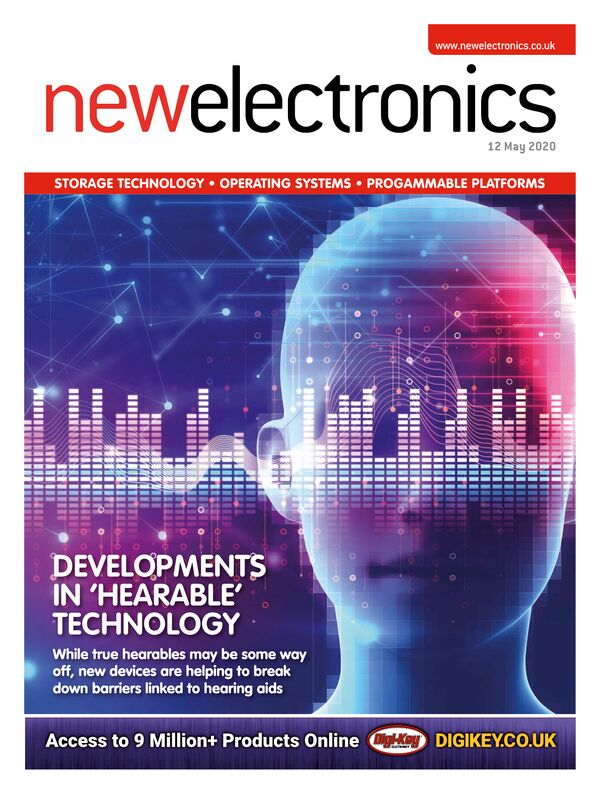 www.newelectronics.co.uk
newelectronics
12 May 2020
STORAGE TECHNOLOGY • OPERATING SYSTEMS • PROGAMMABLE PLATFORMS
DEVELOPMENTS
IN ‘HEARABLE’
TECHNOLOGY
While true hearables may be some way
off, new devices are helping to break
down barriers linked to hearing aids
Access to 9 Million+ Products Online Digi-Key ELECTRONICS DIGIKEY.CO.UK